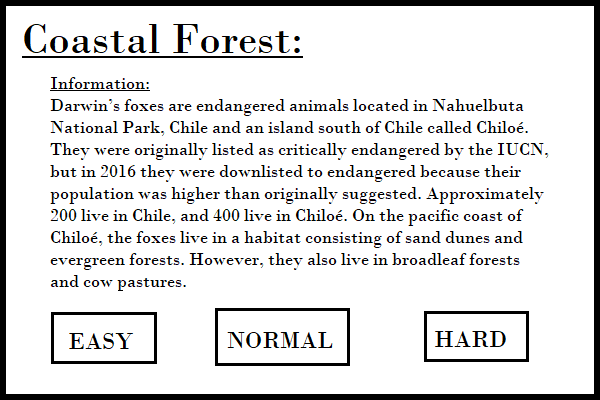 Coastal Forest:
Information:
Darwin's foxes are endangered animals located in Nahuelbuta
National Park, Chile and an island south of Chile called Chiloé.
They were originally listed as critically endangered by the IUCN,
but in 2016 they were downlisted to endangered because their
population was higher than originally suggested. Approximately
200 live in Chile, and 400 live in Chiloé. On the pacific coast of
Chiloé, the foxes live in a habitat consisting of sand dunes and
evergreen forests. However, they also live in broadleaf forests
and cow pastures.
EASY NORMAL HARD